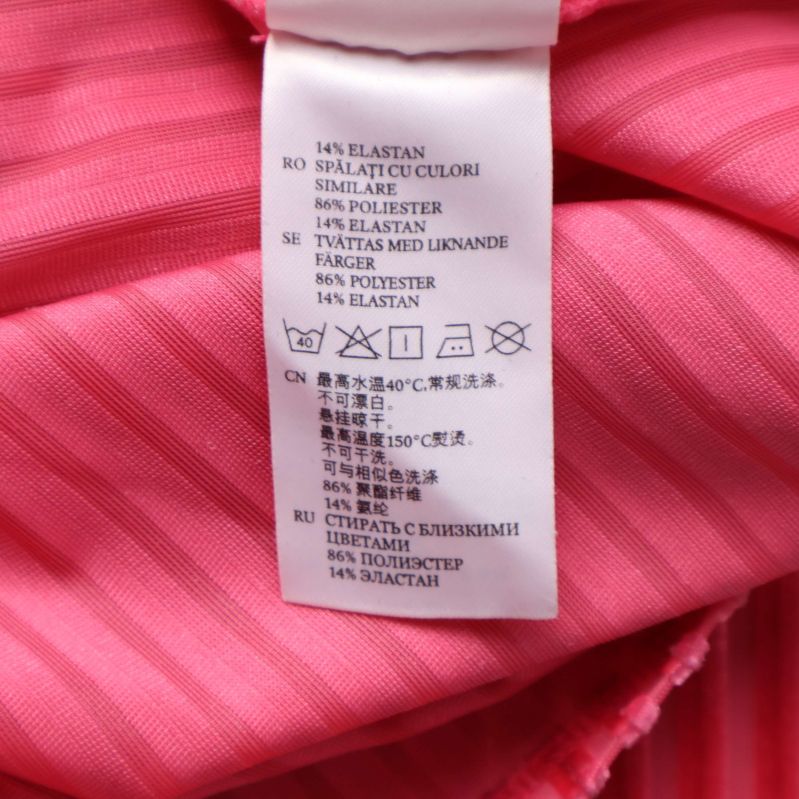 14% ELASTAN
RO SPĂLAȚI CU CULORI
SIMILARE
86% POLIESTER
14% ELASTAN
SE TVÄTTAS MED LIKNANDE
FÄRGER
86% POLYESTER
14% ELASTAN
40
CN 最高水温40°C,常规洗涤。
不可漂白。
悬挂晾干。
最高温度150°C熨烫。
不可干洗。
可与相似色洗涤
86% 聚酯纤维
14% 氨纶
RU СТИРАТЬ С БЛИЗКИМИ
ЦВЕТАМИ
86% ПОЛИЭСТЕР
14% ЭЛАСТАН